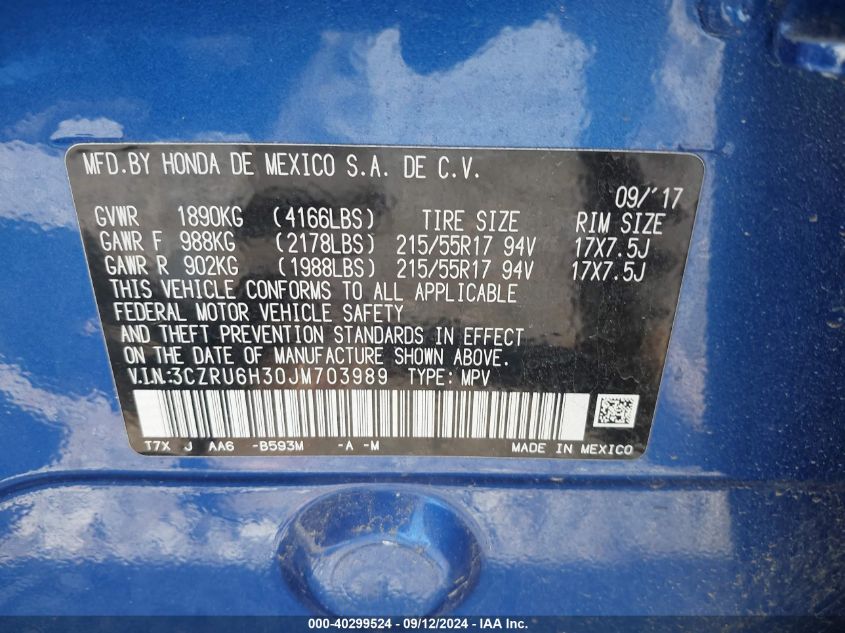 MFD.BY HONDA DE MEXICO S.A. DE C.V.
09/'17
GVWR 1890KG (4166LBS) TIRE SIZE RIM SIZE
GAWR F 988KG (2178LBS) 215/55R17 94V 17X7.5J
GAWR R 902KG (1988LBS) 215/55R17 94V 17X7.5J
THIS VEHICLE CONFORMS TO ALL APPLICABLE
FEDERAL MOTOR VEHICLE SAFETY
AND THEFT PREVENTION STANDARDS IN EFFECT
ON THE DATE OF MANUFACTURE SHOWN ABOVE.
V.I.N.:3CZRU6H30JM703989 TYPE: MPV
T7X J AA6 -B593M -A -M MADE IN MEXICO
000-40299524 - 09/12/2024 - IAA Inc.